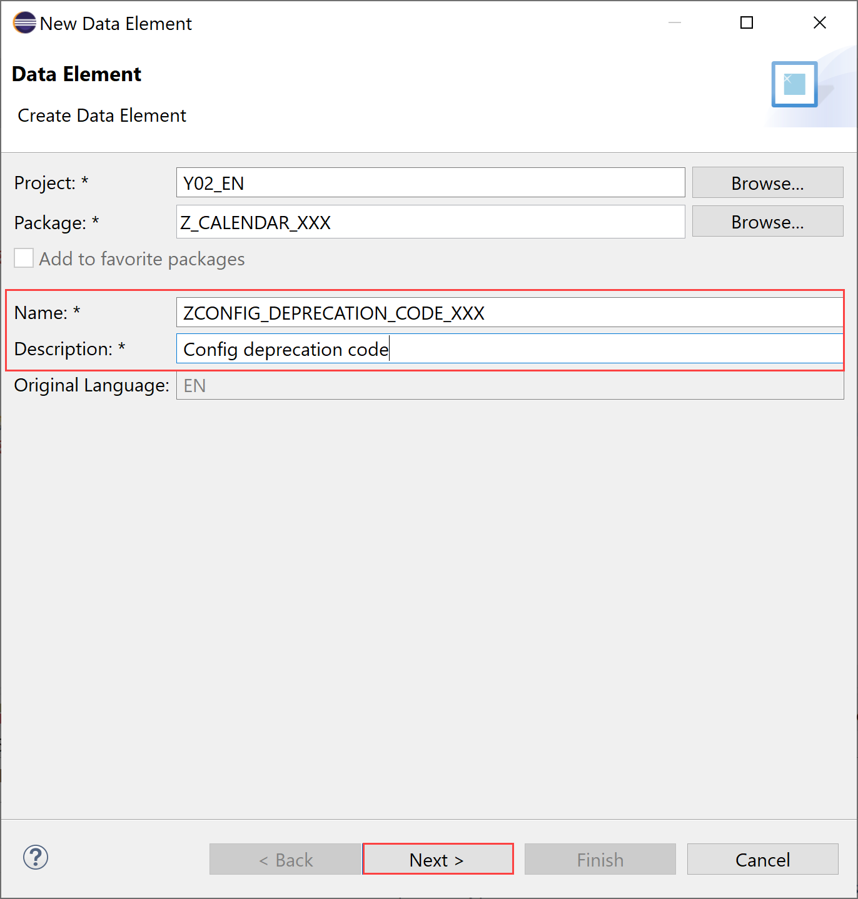 New Data Element
Data Element
Create Data Element
Project: * Y02_EN Browse...
Package: * Z_CALENDAR_XXX Browse...
Add to favorite packages
Name: * ZCONFIG_DEPRECATION_CODE_XXX
Description: * Config deprecation code
Original Language: EN
? < Back Next > Finish Cancel